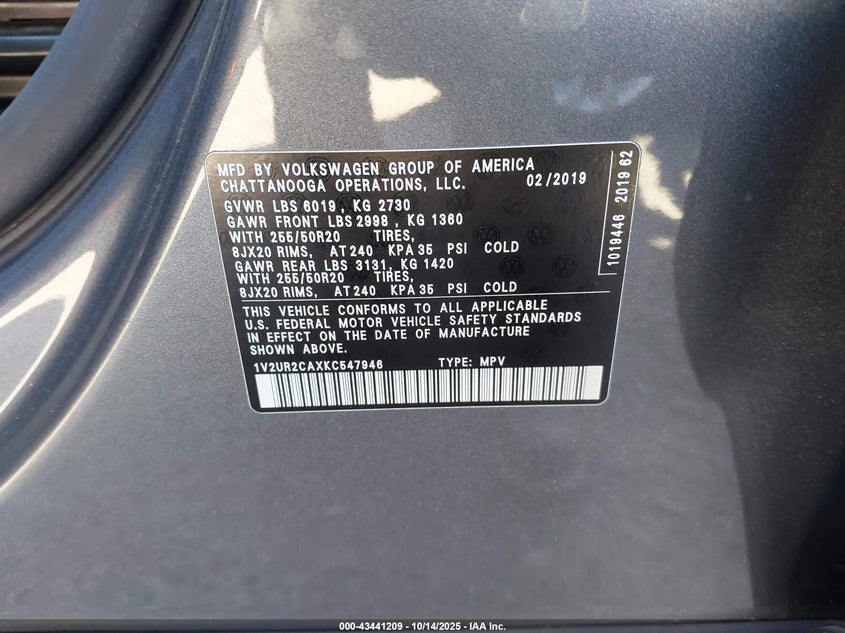 MFD BY VOLKSWAGEN GROUP OF AMERICA
CHATTANOOGA OPERATIONS, LLC. 02/2019
GVWR LBS 6019, KG 2730
GAWR FRONT LBS 2998 , KG 1360
WITH 255/50R20 TIRES,
8JX20 RIMS, AT 240 KPA 35 PSI COLD
GAWR REAR LBS 3131, KG 1420
WITH 255/50R20 TIRES,
8JX20 RIMS, AT 240 KPA 35 PSI COLD
THIS VEHICLE CONFORMS TO ALL APPLICABLE
U.S. FEDERAL MOTOR VEHICLE SAFETY STANDARDS
IN EFFECT ON THE DATE OF MANUFACTURE
SHOWN ABOVE.
1V2UR2CAXKC547946 TYPE: MPV
1019446 2019 62
000-43441209 - 10/14/2025 - IAA Inc.